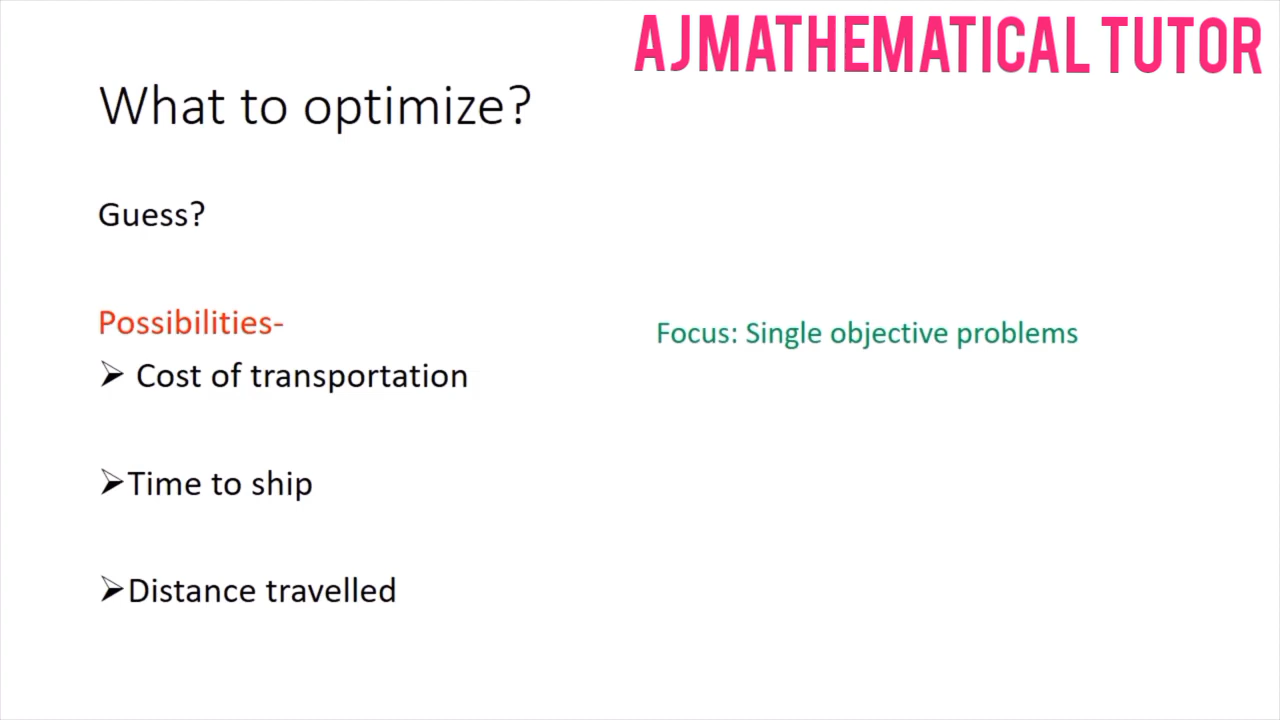 AJMATHEMATICAL TUTOR
What to optimize?
Guess?
Possibilities-
Focus: Single objective problems
➢ Cost of transportation
➢Time to ship
➢Distance travelled